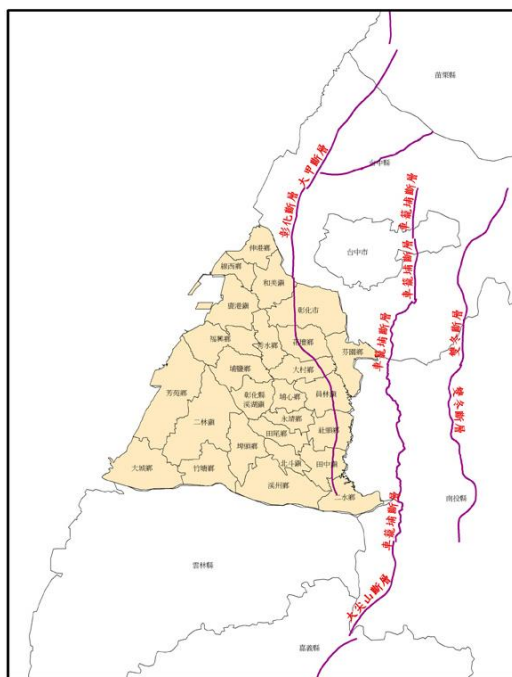 苗栗縣
台中縣
大甲斷層
彰化斷層
車籠埔斷層
台中市
車籠埔斷層
伸港鄉
線西鄉
和美鎮
鹿港鎮
彰化市
福興鄉
秀水鄉
花壇鄉
芬園鄉
車籠埔斷層
雙冬斷層
埔鹽鄉
大村鄉
芳苑鄉
彰化縣
溪湖鎮
埔心鄉
員林鎮
雙冬斷層
二林鎮
永靖鄉
田尾鄉
社頭鄉
埤頭鄉
大城鄉
竹塘鄉
北斗鎮
田中鎮
溪州鄉
二水鄉
南投縣
車籠埔斷層
雲林縣
大尖山斷層
嘉義縣